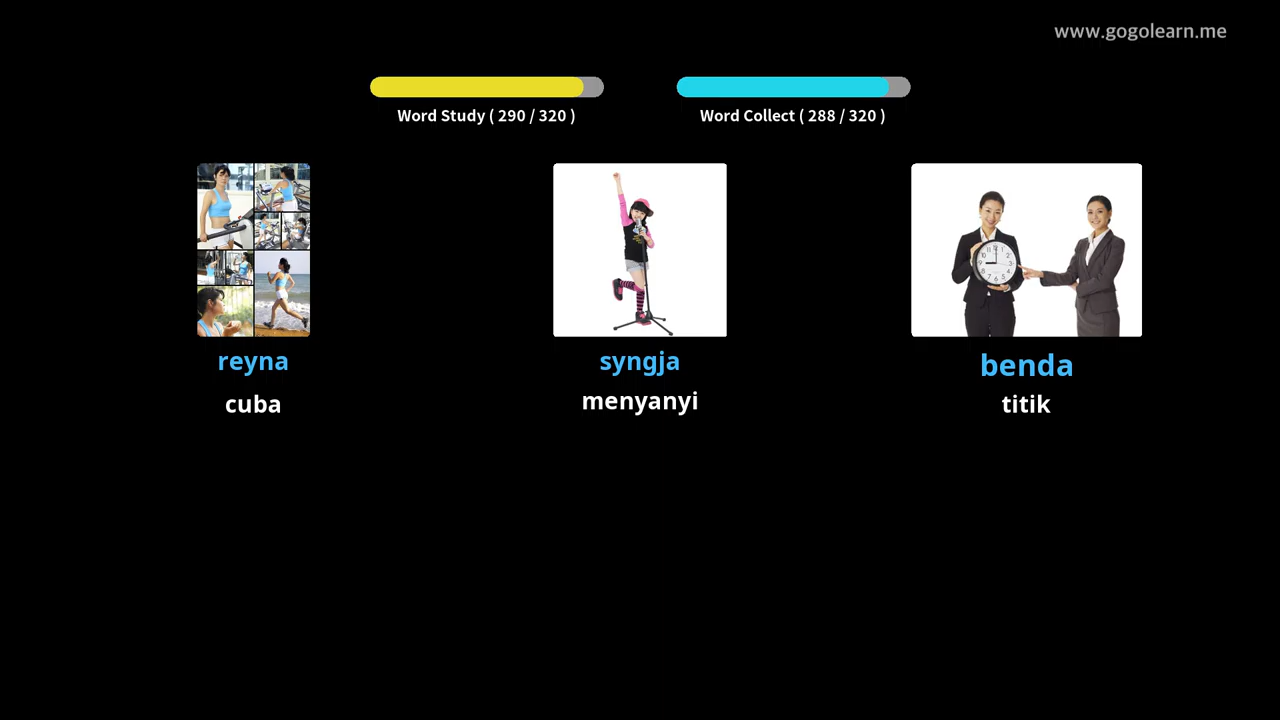 www.gogolearn.me
Word Study ( 290 / 320 )
Word Collect ( 288 / 320 )
reyna
syngja
benda
cuba
menyanyi
titik